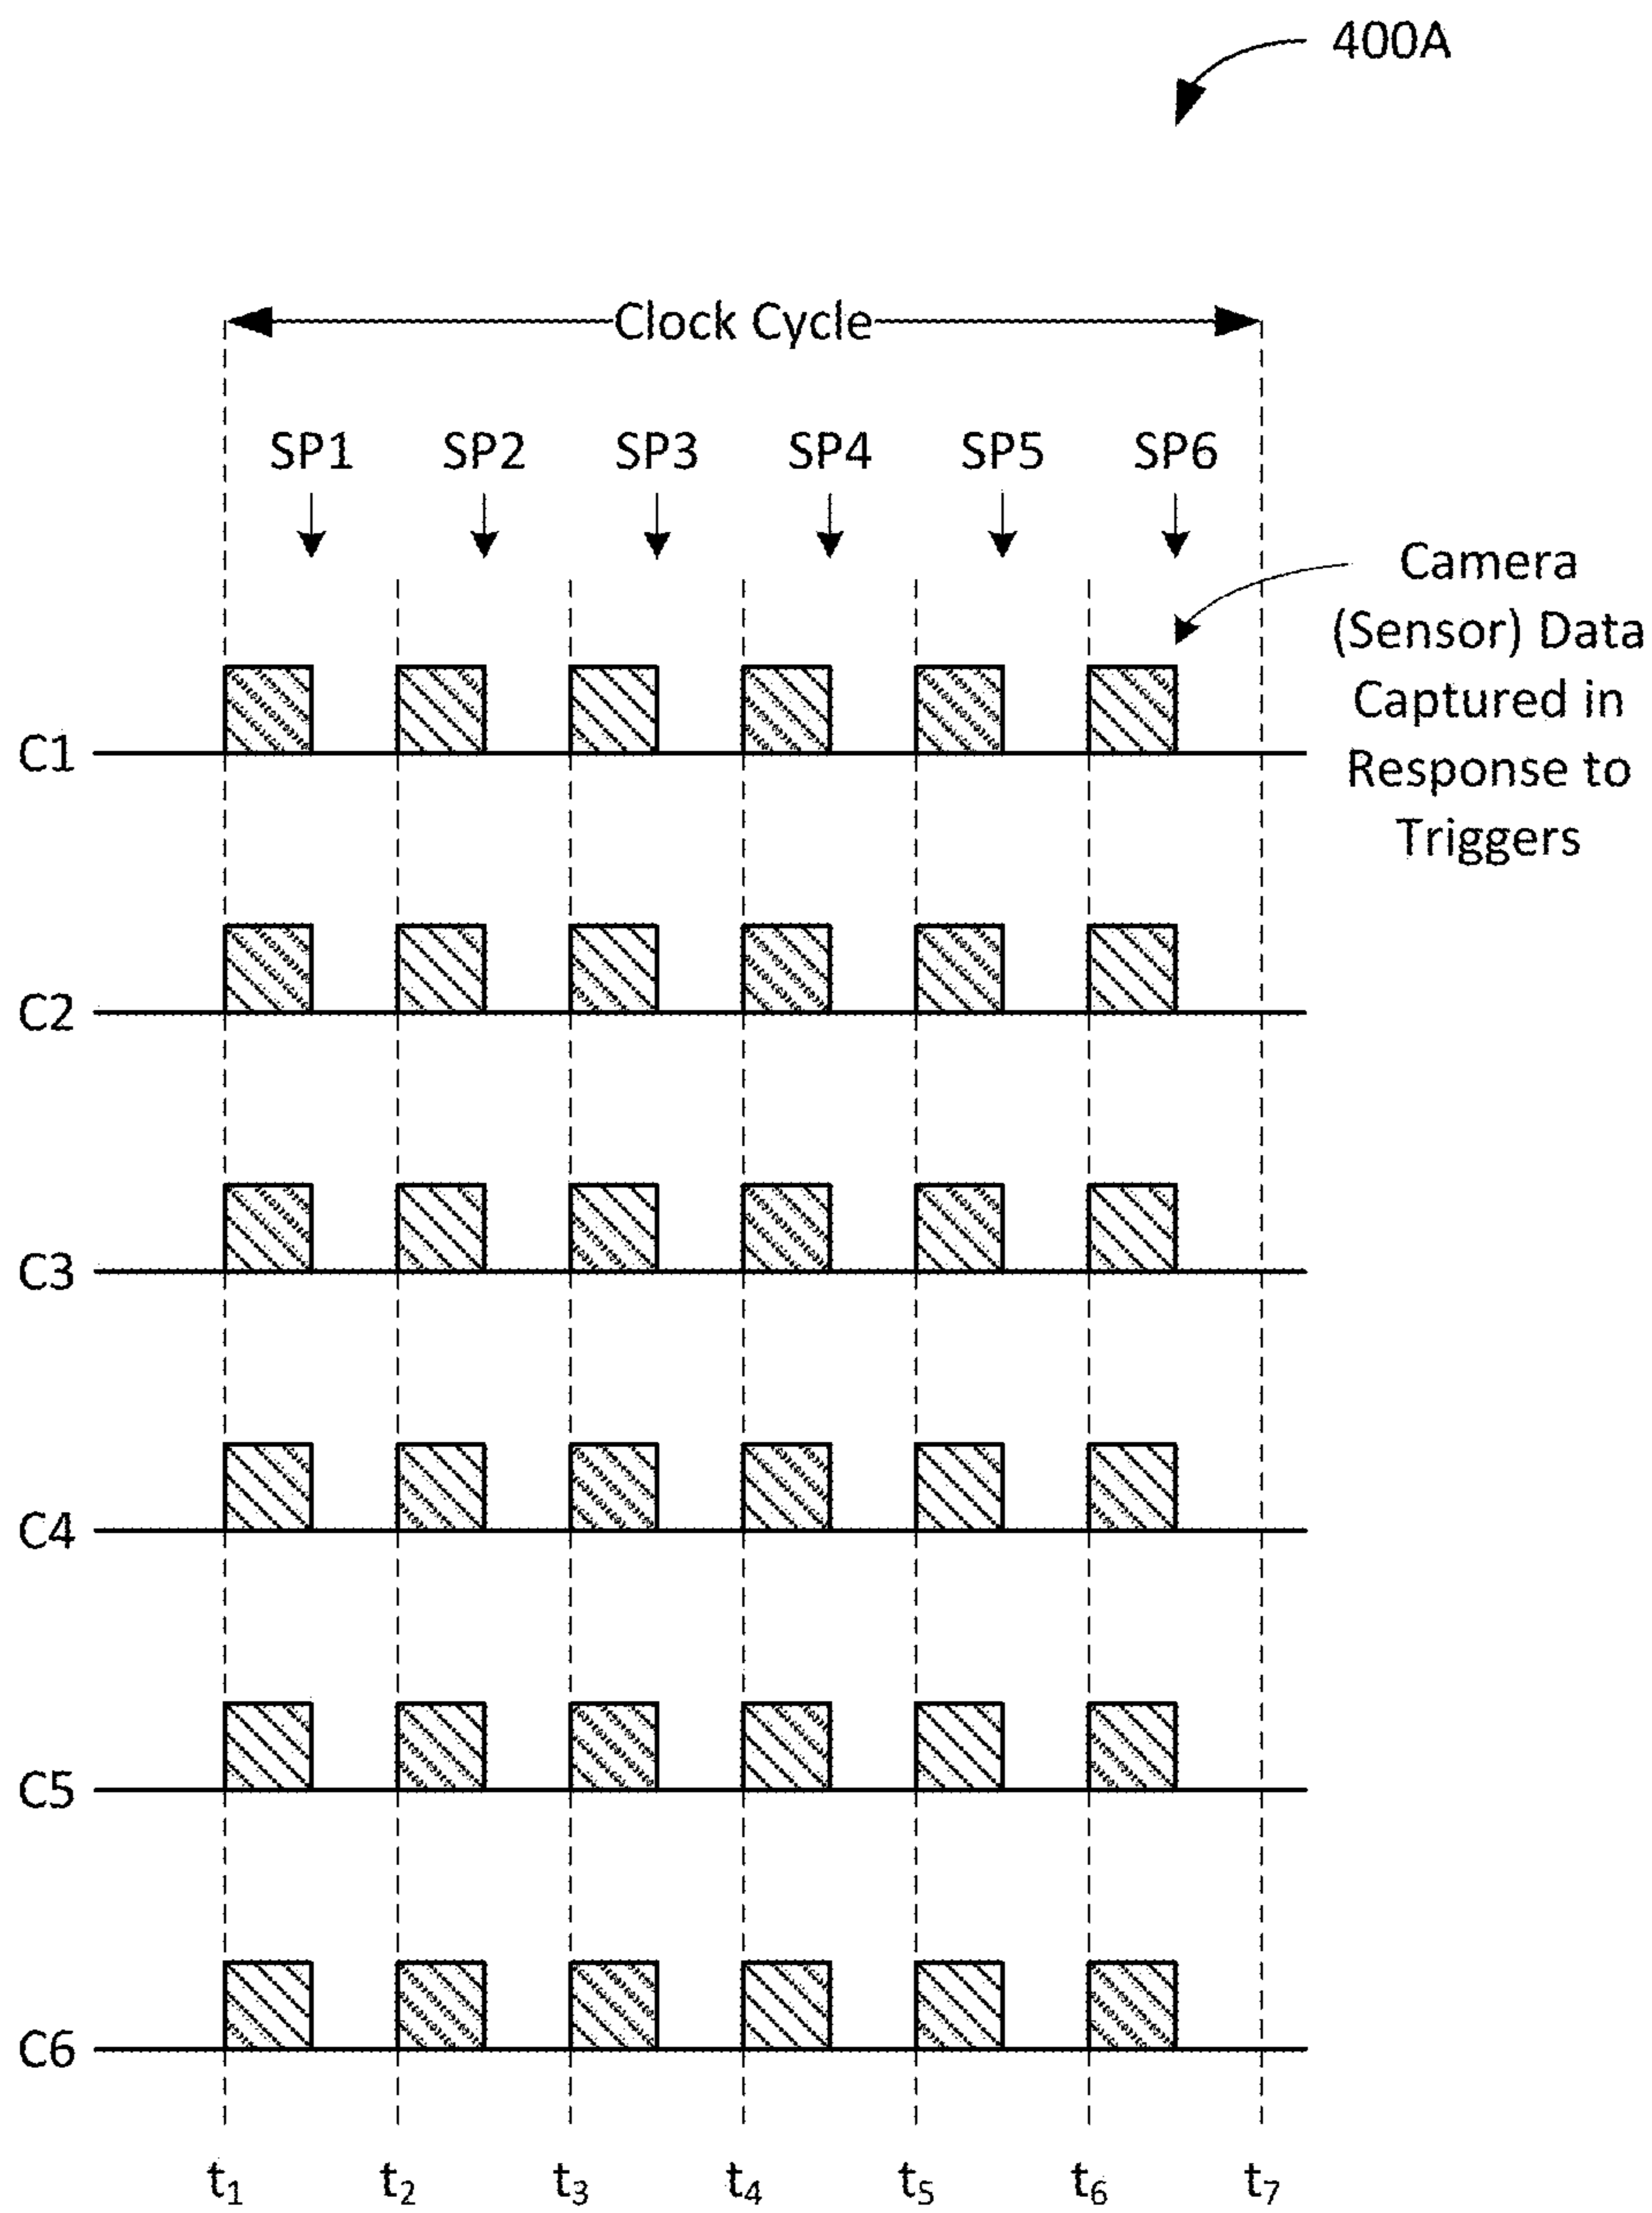 400A
Clock Cycle
SP1 SP2 SP3 SP4 SP5 SP6
Camera
(Sensor) Data
Captured in
Response to
Triggers
C1
C2
C3
C4
C5
C6
t1 t2 t3 t4 t5 t6 t7